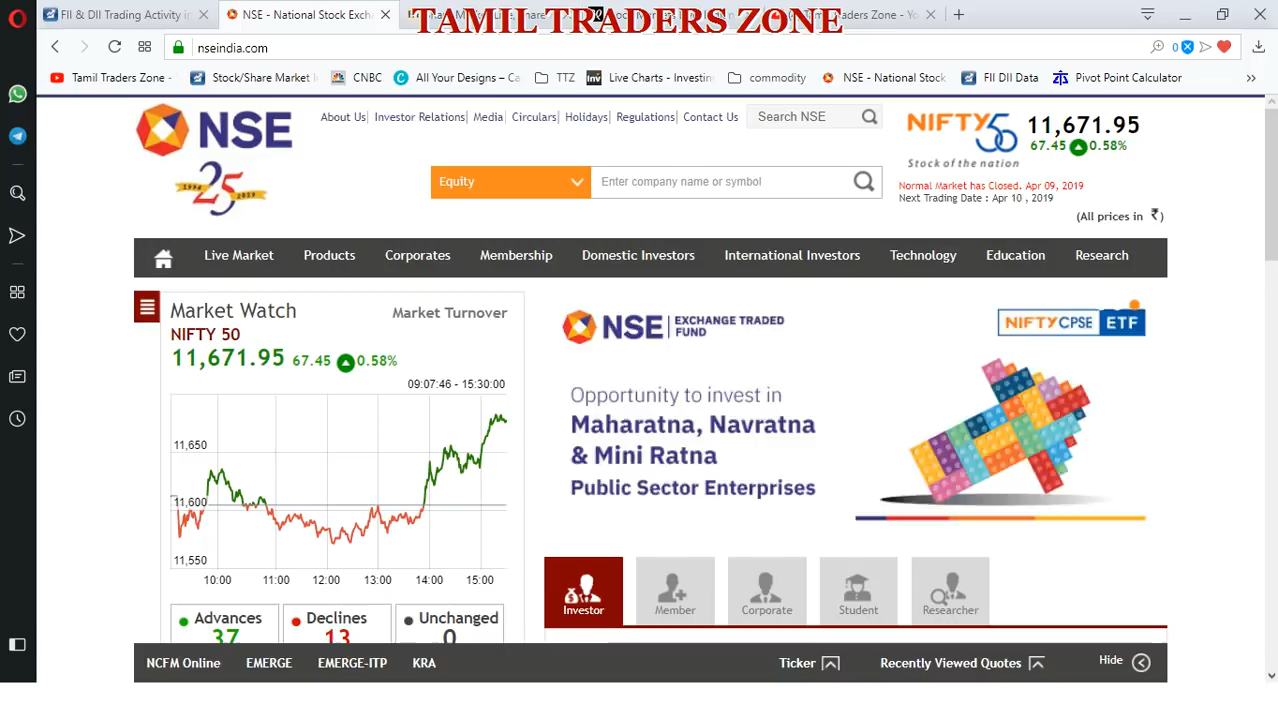 TAMIL TRADERS ZONE
FII & DII Trading Activity in
NSE - National Stock Excha
nseindia.com
0
Tamil Traders Zone -
Stock/Share Market
CNBC
All Your Designs – Ca
TTZ
Inv
Live Charts - Investin
commodity
NSE - National Stock
FII DII Data
Pivot Point Calculator
NSE
1994 25 2019
About Us| Investor Relations| Media| Circulars| Holidays| Regulations| Contact Us
Search NSE
Equity
Enter company name or symbol
NIFTY 50
Stock of the nation
11,671.95
67.45 0.58%
Normal Market has Closed. Apr 09, 2019
Next Trading Date : Apr 10 , 2019
(All prices in ₹)
Live Market Products Corporates Membership Domestic Investors International Investors Technology Education Research
Market Watch
Market Turnover
NIFTY 50
11,671.95 67.45 0.58%
09:07:46 - 15:30:00
11,650
11,600
11,550
10:00 11:00 12:00 13:00 14:00 15:00
Advances
37
Declines
13
Unchanged
0
NSE EXCHANGE TRADED
FUND
NIFTY CPSE ETF
Opportunity to invest in
Maharatna, Navratna
& Mini Ratna
Public Sector Enterprises
Investor
Member
Corporate
Student
Researcher
NCFM Online EMERGE EMERGE-ITP KRA
Ticker
Recently Viewed Quotes
Hide